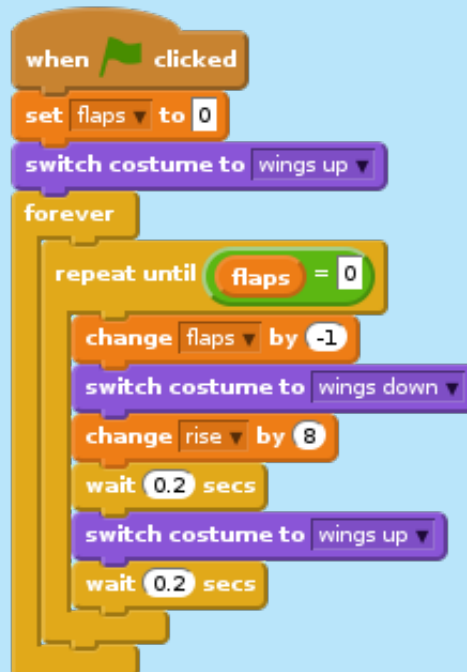 when clicked
set flaps to 0
switch costume to wings up
forever
repeat until flaps = 0
change flaps by -1
switch costume to wings down
change rise by 8
wait 0.2 secs
switch costume to wings up
wait 0.2 secs